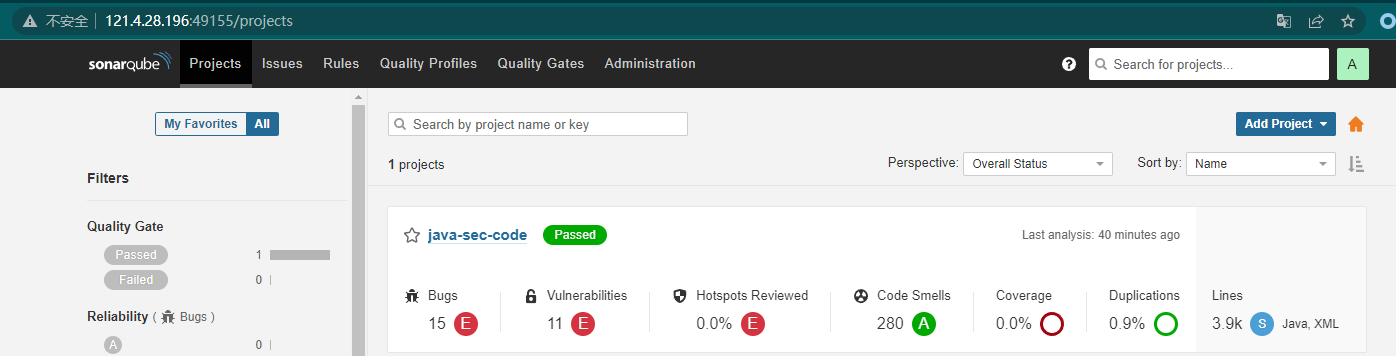 不安全 121.4.28.196:49155/projects
sonarqube Projects Issues Rules Quality Profiles Quality Gates Administration ? Search for projects... A
My Favorites All
Search by project name or key
Add Project
1 projects
Perspective: Overall Status
Sort by: Name
Filters
Quality Gate
Passed 1
Failed 0
Reliability ( Bugs )
A 0
java-sec-code Passed
Last analysis: 40 minutes ago
Bugs Vulnerabilities Hotspots Reviewed Code Smells Coverage Duplications Lines
15 E 11 E 0.0% E 280 A 0.0% 0.9% 3.9k S Java, XML